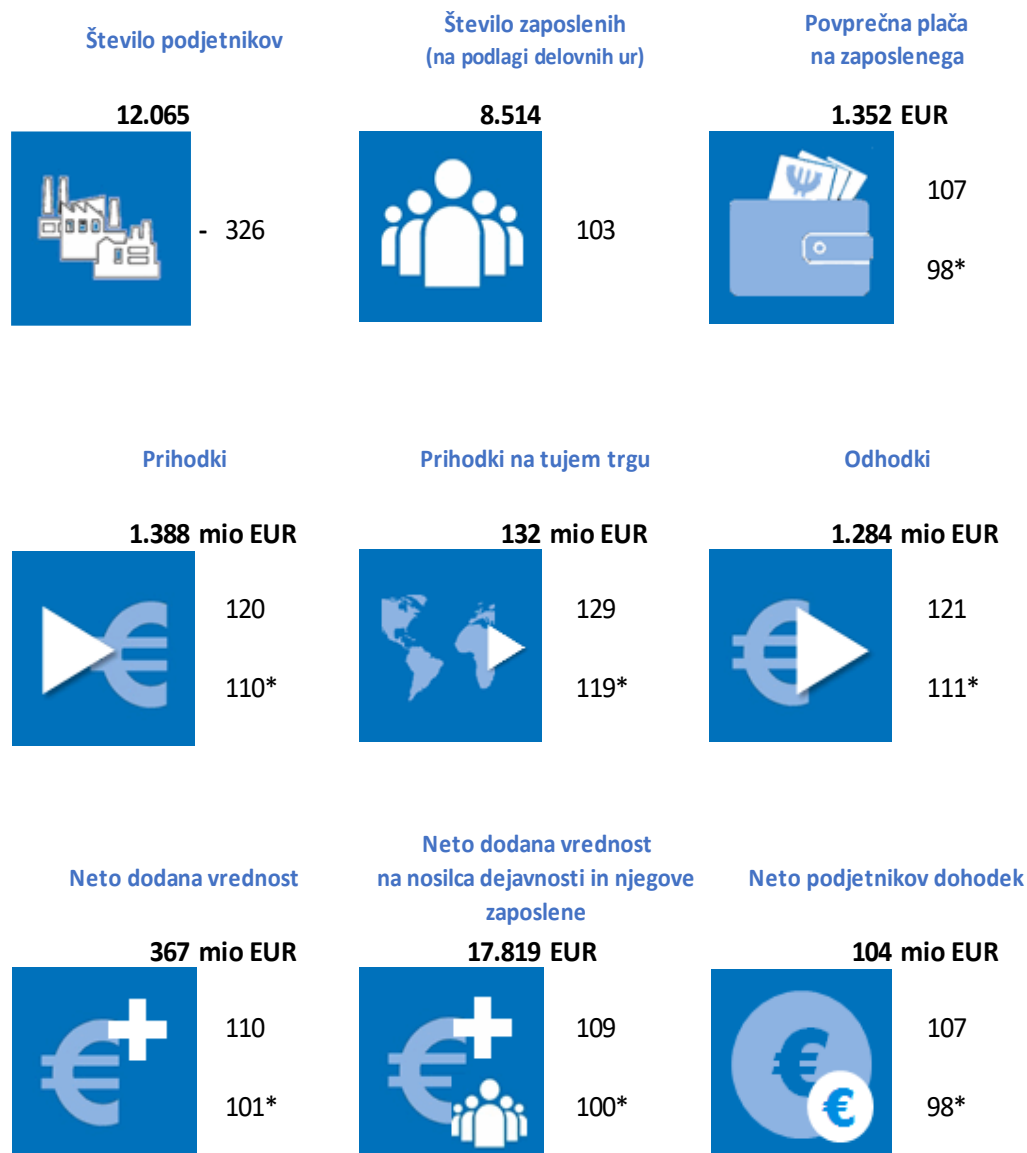 Število podjetnikov
12.065
- 326
Število zaposlenih
(na podlagi delovnih ur)
8.514
103
Povprečna plača
na zaposlenega
1.352 EUR
107
98*
Prihodki
1.388 mio EUR
120
110*
Prihodki na tujem trgu
132 mio EUR
129
119*
Odhodki
1.284 mio EUR
121
111*
Neto dodana vrednost
367 mio EUR
110
101*
Neto dodana vrednost
na nosilca dejavnosti in njegove
zaposlene
17.819 EUR
109
100*
Neto podjetnikov dohodek
104 mio EUR
107
98*